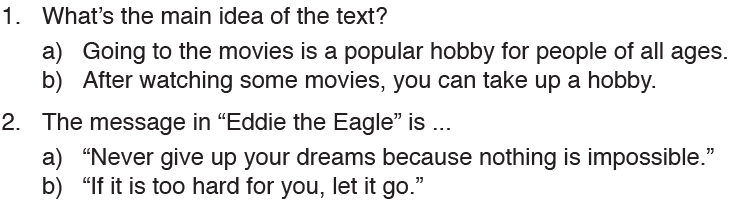 1. What’s the main idea of the text?
a) Going to the movies is a popular hobby for people of all ages.
b) After watching some movies, you can take up a hobby.
2. The message in “Eddie the Eagle” is ...
a) “Never give up your dreams because nothing is impossible.”
b) “If it is too hard for you, let it go.”